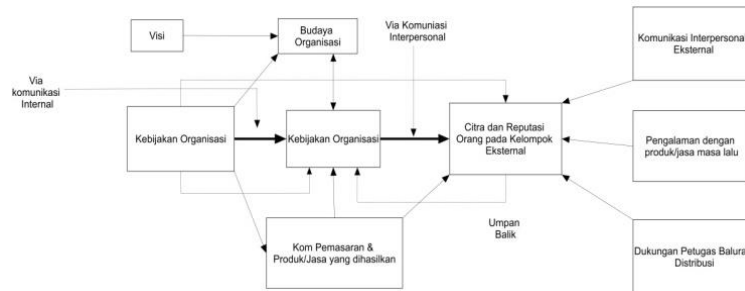 Visi
Budaya
Organisasi
Via Komuniasi
Interpersonal
Komunikasi Interpersonal
Eksternal
Via
komunikasi
Internal
Kebijakan Organisasi
Kebijakan Organisasi
Citra dan Reputasi
Orang pada Kelompok
Eksternal
Pengalaman dengan
produk/jasa masa lalu
Umpan
Balik
Kom Pemasaran &
Produk/Jasa yang dihasilkan
Dukungan Petugas Balura
Distribusi